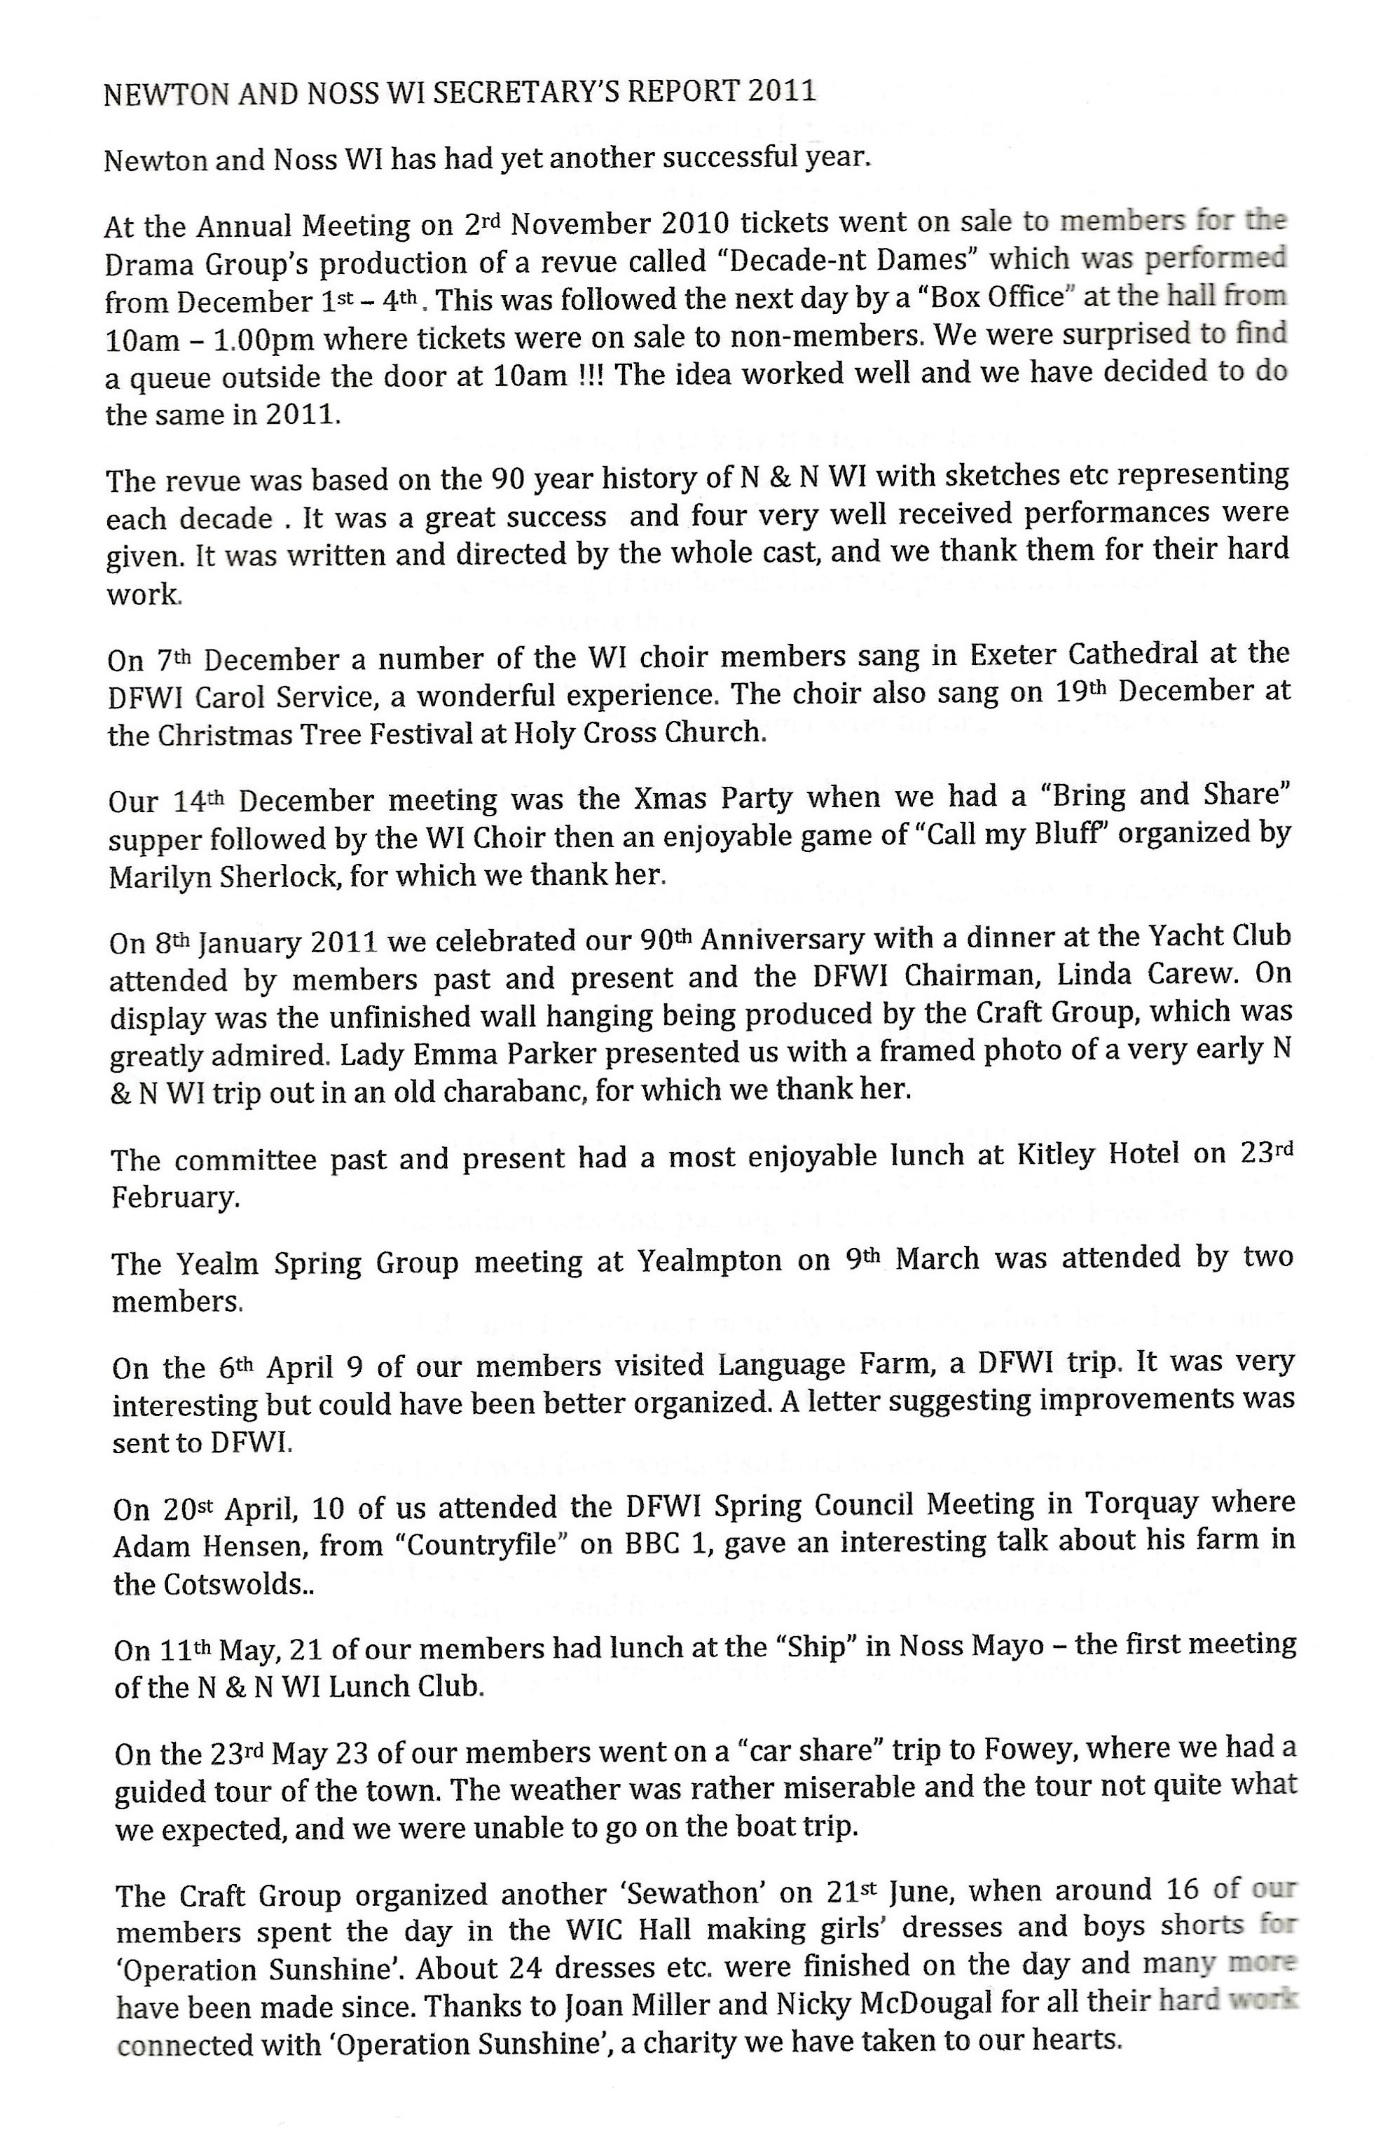 NEWTON AND NOSS WI SECRETARY'S REPORT 2011
Newton and Noss WI has had yet another successful year.
At the Annual Meeting on 2rd November 2010 tickets went on sale to members for the
Drama Group's production of a revue called "Decade-nt Dames" which was performed
from December 1st – 4th . This was followed the next day by a "Box Office" at the hall from
10am – 1.00pm where tickets were on sale to non-members. We were surprised to find
a queue outside the door at 10am !!! The idea worked well and we have decided to do
the same in 2011.
The revue was based on the 90 year history of N & N WI with sketches etc representing
each decade . It was a great success and four very well received performances were
given. It was written and directed by the whole cast, and we thank them for their hard
work.
On 7th December a number of the WI choir members sang in Exeter Cathedral at the
DFWI Carol Service, a wonderful experience. The choir also sang on 19th December at
the Christmas Tree Festival at Holy Cross Church.
Our 14th December meeting was the Xmas Party when we had a "Bring and Share"
supper followed by the WI Choir then an enjoyable game of "Call my Bluff" organized by
Marilyn Sherlock, for which we thank her.
On 8th January 2011 we celebrated our 90th Anniversary with a dinner at the Yacht Club
attended by members past and present and the DFWI Chairman, Linda Carew. On
display was the unfinished wall hanging being produced by the Craft Group, which was
greatly admired. Lady Emma Parker presented us with a framed photo of a very early N
& N WI trip out in an old charabanc, for which we thank her.
The committee past and present had a most enjoyable lunch at Kitley Hotel on 23rd
February.
The Yealm Spring Group meeting at Yealmpton on 9th March was attended by two
members.
On the 6th April 9 of our members visited Language Farm, a DFWI trip. It was very
interesting but could have been better organized. A letter suggesting improvements was
sent to DFWI.
On 20st April, 10 of us attended the DFWI Spring Council Meeting in Torquay where
Adam Hensen, from "Countryfile" on BBC 1, gave an interesting talk about his farm in
the Cotswolds..
On 11th May, 21 of our members had lunch at the "Ship" in Noss Mayo – the first meeting
of the N & N WI Lunch Club.
On the 23rd May 23 of our members went on a "car share" trip to Fowey, where we had a
guided tour of the town. The weather was rather miserable and the tour not quite what
we expected, and we were unable to go on the boat trip.
The Craft Group organized another 'Sewathon' on 21st June, when around 16 of our
members spent the day in the WIC Hall making girls' dresses and boys shorts for
'Operation Sunshine'. About 24 dresses etc. were finished on the day and many more
have been made since. Thanks to Joan Miller and Nicky McDougal for all their hard work
connected with 'Operation Sunshine', a charity we have taken to our hearts.